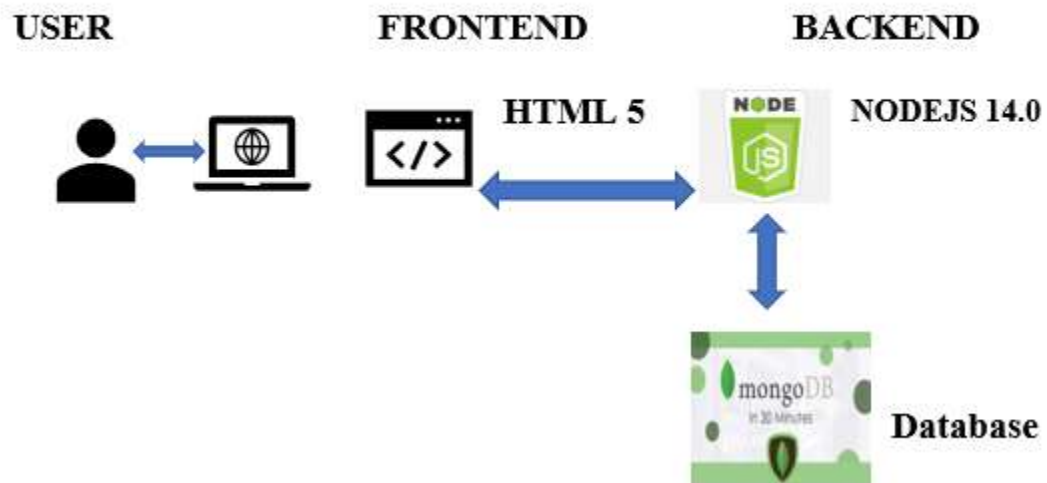 USER
FRONTEND
BACKEND
HTML 5
NODE
JS
NODEJS 14.0
mongoDB
in 30 Minutes
Database